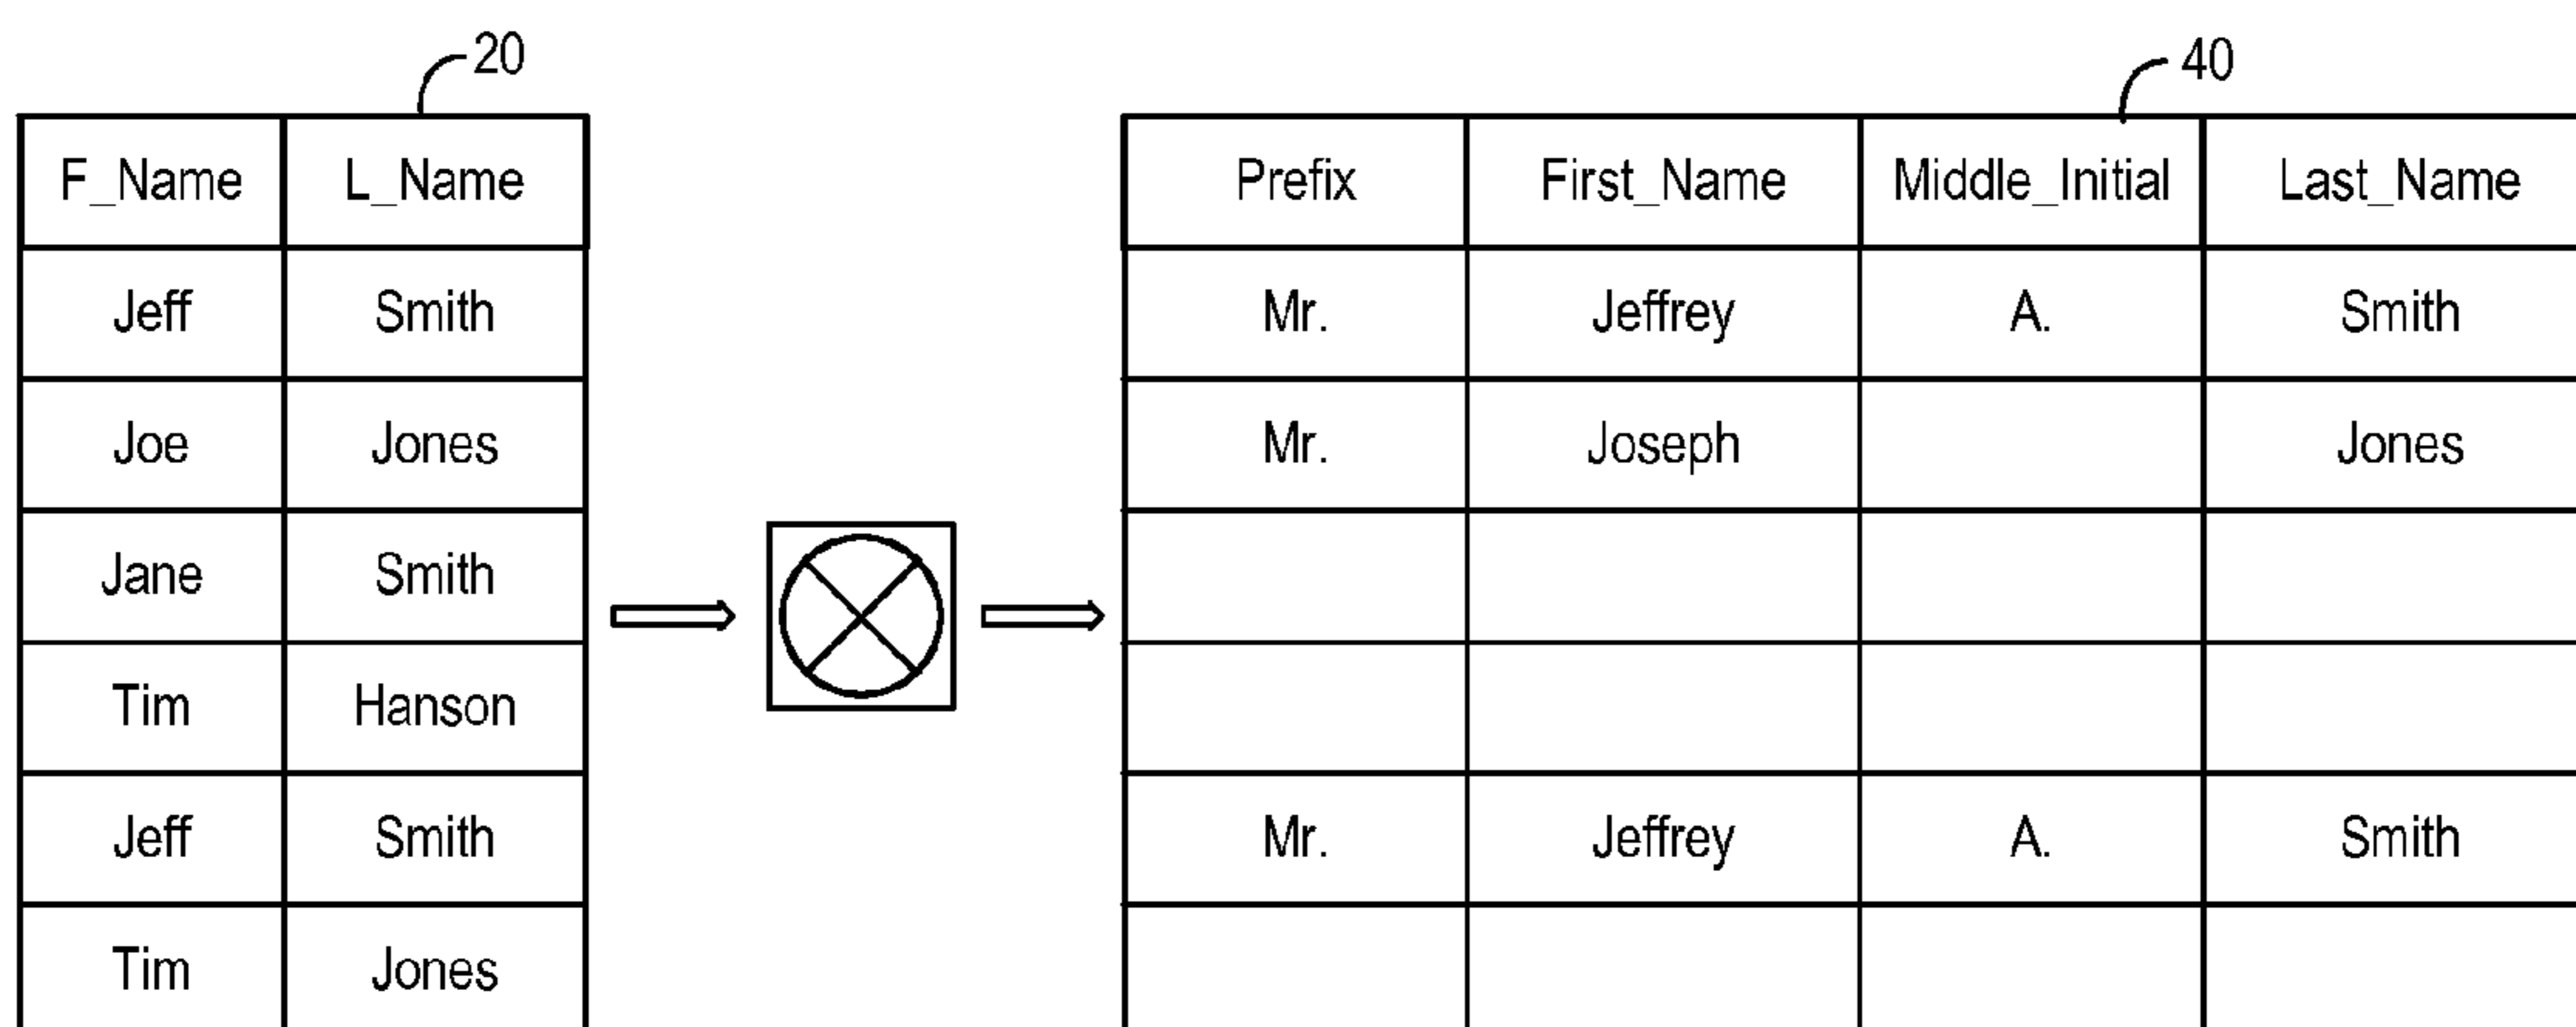 20
40
F_Name L_Name Prefix First_Name Middle_Initial Last_Name
Jeff Smith Mr. Jeffrey A. Smith
Joe Jones Mr. Joseph Jones
Jane Smith
Tim Hanson
Jeff Smith Mr. Jeffrey A. Smith
Tim Jones